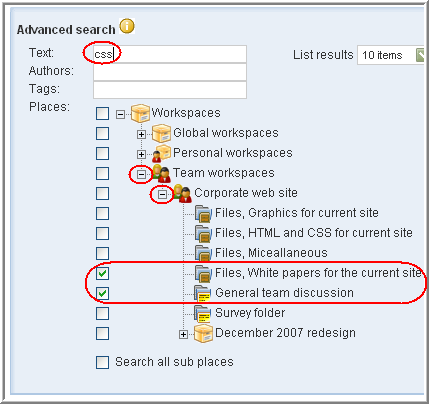 Advanced search
Text: css List results 10 items
Authors:
Tags:
Places: Workspaces
Global workspaces
Personal workspaces
Team workspaces
Corporate web site
Files, Graphics for current site
Files, HTML and CSS for current site
Files, Miceallaneous
Files, White papers for the current site
General team discussion
Survey folder
December 2007 redesign
Search all sub places